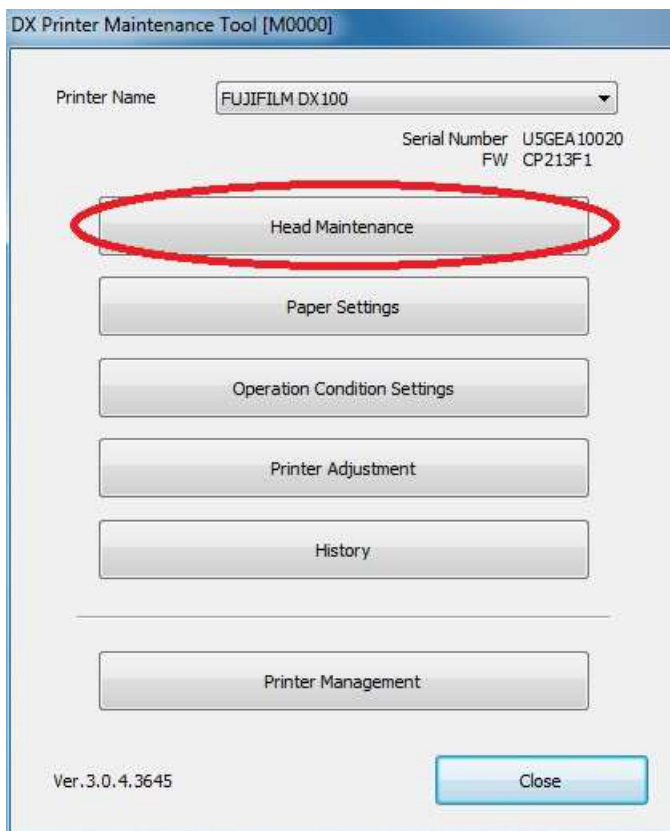 DX Printer Maintenance Tool [M0000]
Printer Name FUJIFILM DX100
Serial Number U5GEA10020
FW CP213F1
Head Maintenance
Paper Settings
Operation Condition Settings
Printer Adjustment
History
Printer Management
Ver.3.0.4.3645 Close